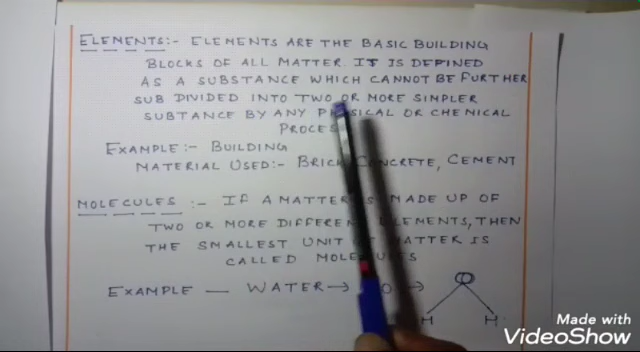 ELEMENTS:- ELEMENTS ARE THE BASIC BUILDING
BLOCKS OF ALL MATTER. IT IS DEFINED
AS A SUBSTANCE WHICH CANNOT BE FURTHER
SUB DIVIDED INTO TWO OR MORE SIMPLER
SUBTANCE BY ANY PHYSICAL OR CHEMICAL
PROCES
EXAMPLE:- BUILDING
MATERIAL USED:- BRICK, CONCRETE, CEMENT
MOLECULES:- IF A MATTER IS MADE UP OF
TWO OR MORE DIFFERENT ELEMENTS, THEN
THE SMALLEST UNIT OF MATTER IS
CALLED MOLECULES
EXAMPLE — WATER → O → O
H H
Made with
VideoShow